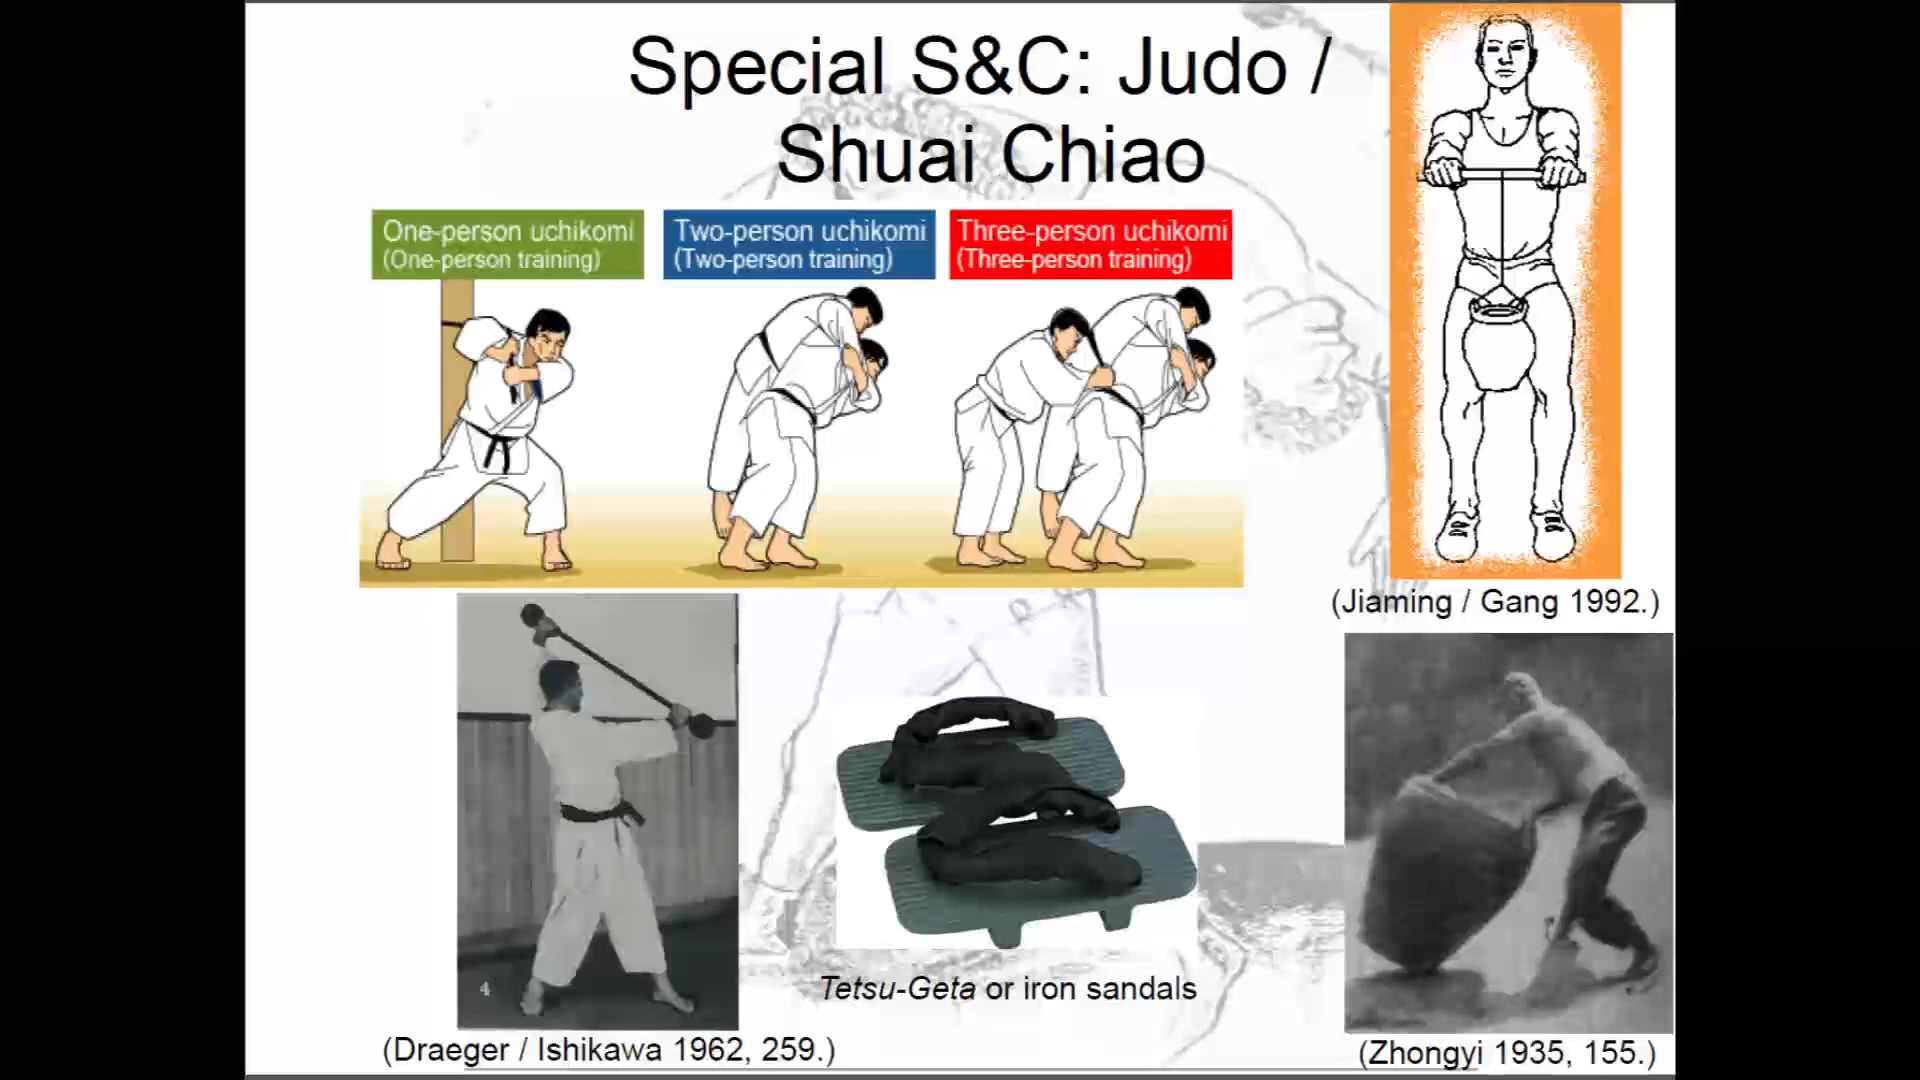 Special S&C: Judo /
Shuai Chiao
One-person uchikomi
(One-person training)
Two-person uchikomi
(Two-person training)
Three-person uchikomi
(Three-person training)
(Jiaming / Gang 1992.)
4
Tetsu-Geta or iron sandals
(Draeger / Ishikawa 1962, 259.)
(Zhongyi 1935, 155.)